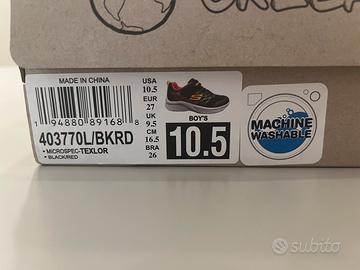 MADE IN CHINA
1 94880 89168 8
403770L/BKRD
• MICROSPEC-TEXLOR
• BLACK/RED
USA
10.5
EUR
27
UK
9.5
CM
16.5
BRA
26
BOY'S
10.5
MACHINE
WASHABLE
subito